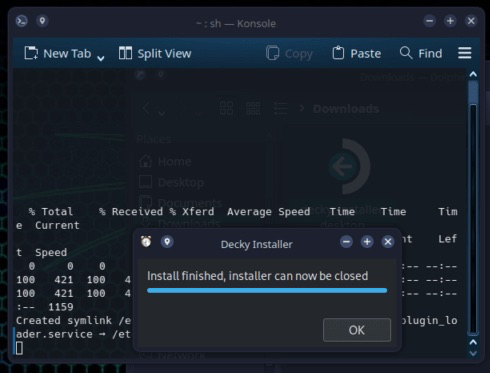 ~ : sh — Konsole
New Tab
Split View
Copy
Paste
Find
Downloads
Places
Home
Desktop
Documents
% Total % Received % Xferd Average Speed Time Time Tim
e Current
nt Lef
t Speed
0 0 0 :-- --:--
100 421 100 4 :-- --:--
100 421 100 4 --:--
:-- 1159
Created symlink /e plugin_lo
ader.service → /et
Decky Installer
Install finished, installer can now be closed
OK